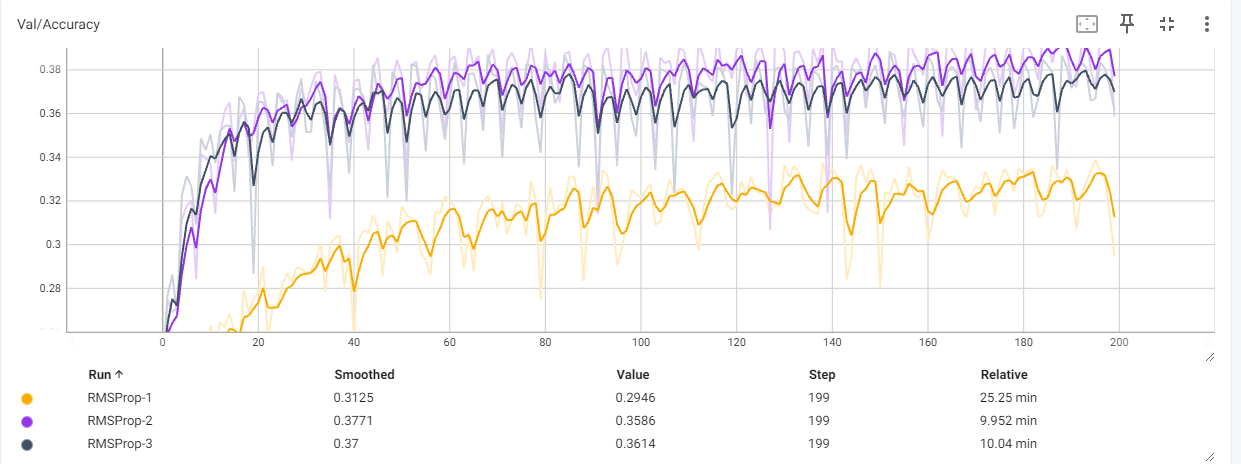 Val/Accuracy
0.38
0.36
0.34
0.32
0.3
0.28
0 20 40 60 80 100 120 140 160 180 200
Run ↑ Smoothed Value Step Relative
RMSProp-1 0.3125 0.2946 199 25.25 min
RMSProp-2 0.3771 0.3586 199 9.952 min
RMSProp-3 0.37 0.3614 199 10.04 min